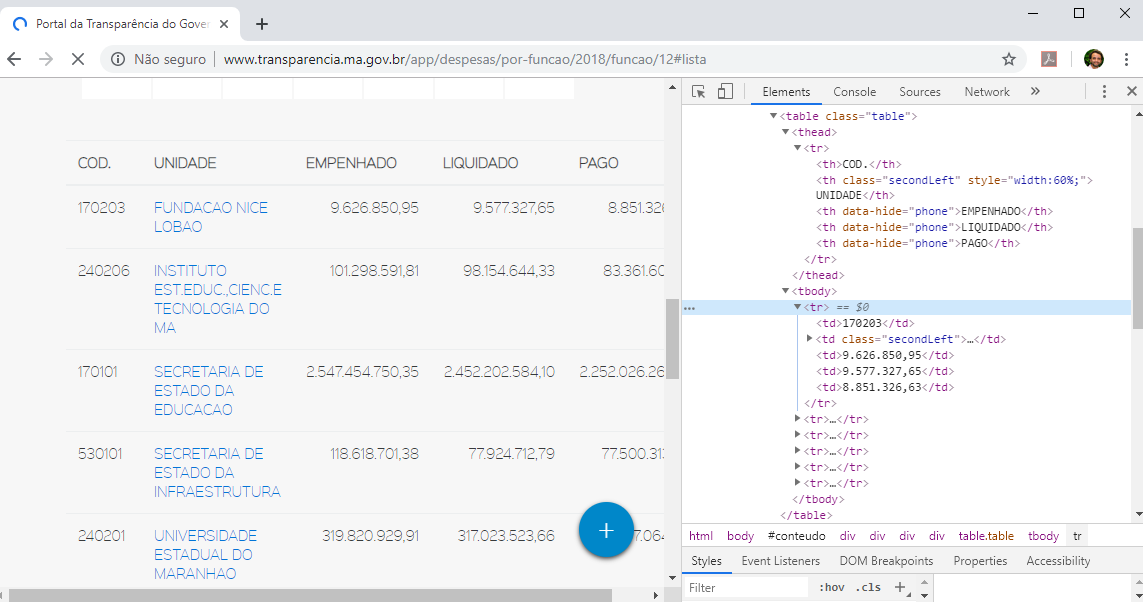 Portal da Transparência do Gover
Não seguro
www.transparencia.ma.gov.br/app/despesas/por-funcao/2018/funcao/12#lista
COD. UNIDADE EMPENHADO LIQUIDADO PAGO
170203 FUNDACAO NICE LOBAO 9.626.850,95 9.577.327,65 8.851.326
240206 INSTITUTO EST.EDUC.,CIENC.E TECNOLOGIA DO MA 101.298.591,81 98.154.644,33 83.361.60
170101 SECRETARIA DE ESTADO DA EDUCACAO 2.547.454.750,35 2.452.202.584,10 2.252.026.26
530101 SECRETARIA DE ESTADO DA INFRAESTRUTURA 118.618.701,38 77.924.712,79 77.500.313
240201 UNIVERSIDADE ESTADUAL DO MARANHAO 319.820.929,91 317.023.523,66 7.064
+
Elements Console Sources Network »
<table class="table">
<thead>
<tr>
<th>COD.</th>
<th class="secondLeft" style="width:60%;">
UNIDADE</th>
<th data-hide="phone">EMPENHADO</th>
<th data-hide="phone">LIQUIDADO</th>
<th data-hide="phone">PAGO</th>
</tr>
</thead>
<tbody>
<tr> == $0
<td>170203</td>
<td class="secondLeft">…</td>
<td>9.626.850,95</td>
<td>9.577.327,65</td>
<td>8.851.326,63</td>
</tr>
<tr>…</tr>
<tr>…</tr>
<tr>…</tr>
<tr>…</tr>
<tr>…</tr>
</tbody>
</table>
html body #conteudo div div div div table.table tbody tr
Styles Event Listeners DOM Breakpoints Properties Accessibility
Filter :hov .cls +